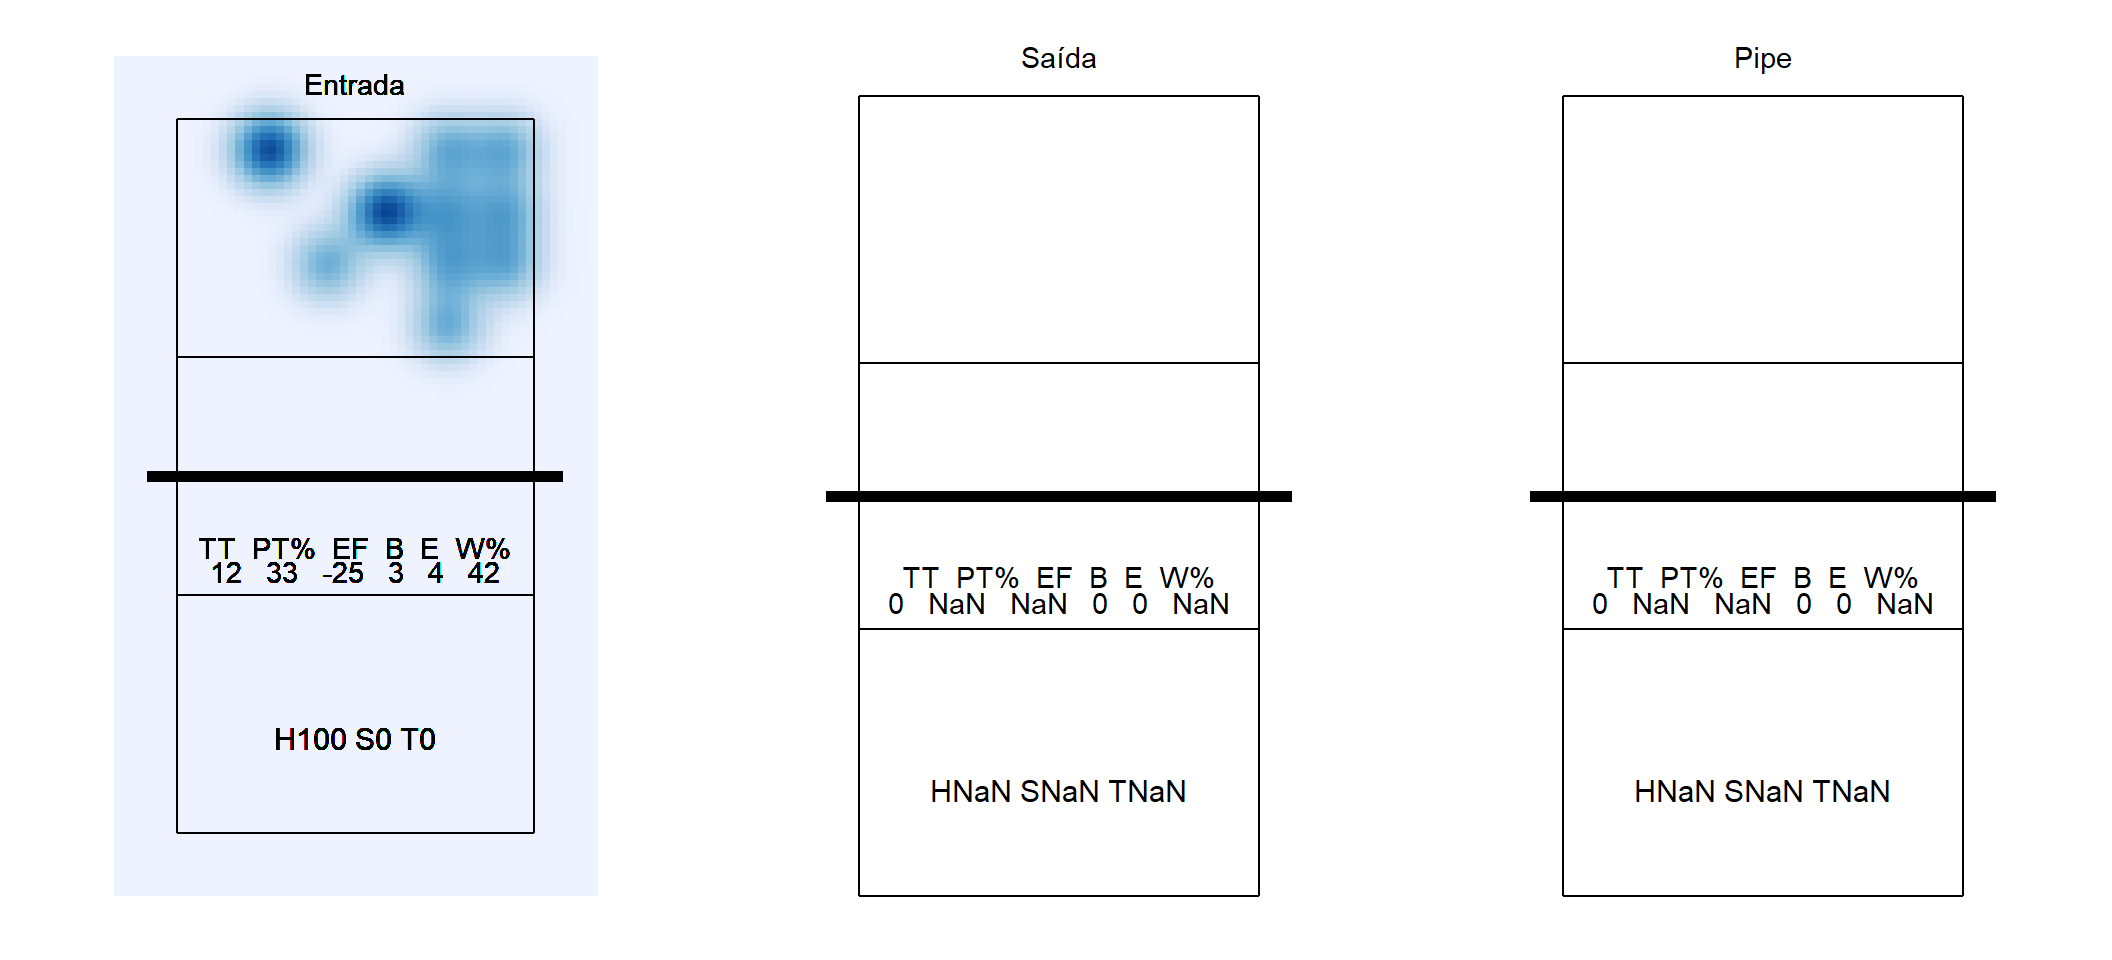 Entrada
TT PT% EF B E W%
12 33 -25 3 4 42
H100 S0 T0
Saída
TT PT% EF B E W%
0 NaN NaN 0 0 NaN
HNaN SNaN TNaN
Pipe
TT PT% EF B E W%
0 NaN NaN 0 0 NaN
HNaN SNaN TNaN